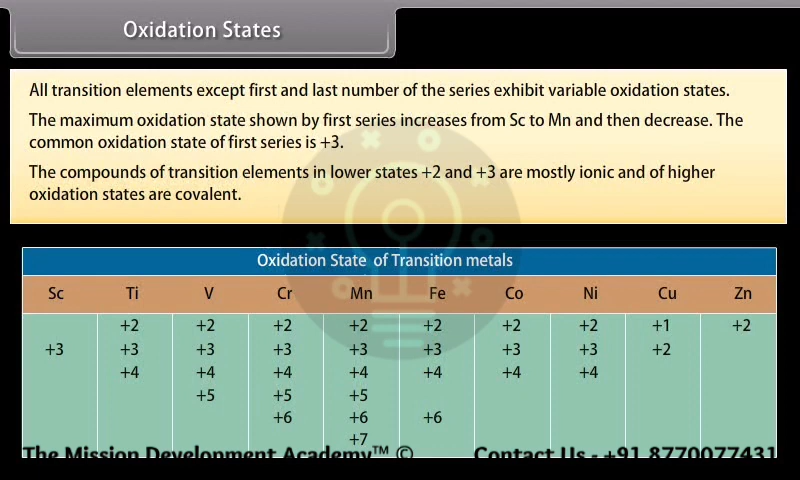 Oxidation States
All transition elements except first and last number of the series exhibit variable oxidation states.
The maximum oxidation state shown by first series increases from Sc to Mn and then decrease. The
common oxidation state of first series is +3.
The compounds of transition elements in lower states +2 and +3 are mostly ionic and of higher
oxidation states are covalent.
Oxidation State of Transition metals
Sc Ti V Cr Mn Fe Co Ni Cu Zn
+2 +2 +2 +2 +2 +2 +2 +1 +2
+3 +3 +3 +3 +3 +3 +3 +3 +2
+4 +4 +4 +4 +4 +4 +4
+5 +5 +5
+6 +6 +6
+7
The Mission Development Academy™ © Contact Us - +91 8770077431